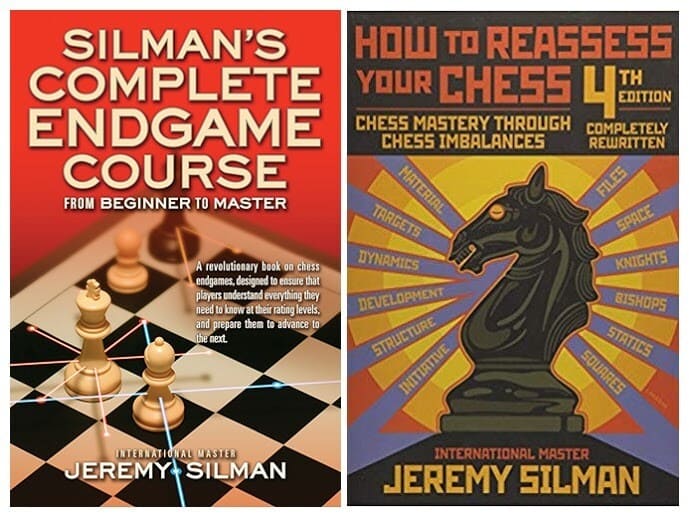 SILMAN'S
COMPLETE
ENDGAME
COURSE
FROM BEGINNER TO MASTER
A revolutionary book on chess
endgames, designed to ensure that
players understand everything they
need to know at their rating levels,
and prepare them to advance to
the next.
INTERNATIONAL MASTER
JEREMY SILMAN
HOW TO REASSESS
YOUR CHESS
4TH
EDITION
CHESS MASTERY THROUGH
CHESS IMBALANCES
COMPLETELY
REWRITTEN
MATERIAL
TARGETS
DYNAMICS
DEVELOPMENT
STRUCTURE
INITIATIVE
FILES
SPACE
KNIGHTS
BISHOPS
STATICS
SQUARES
INTERNATIONAL MASTER
JEREMY SILMAN